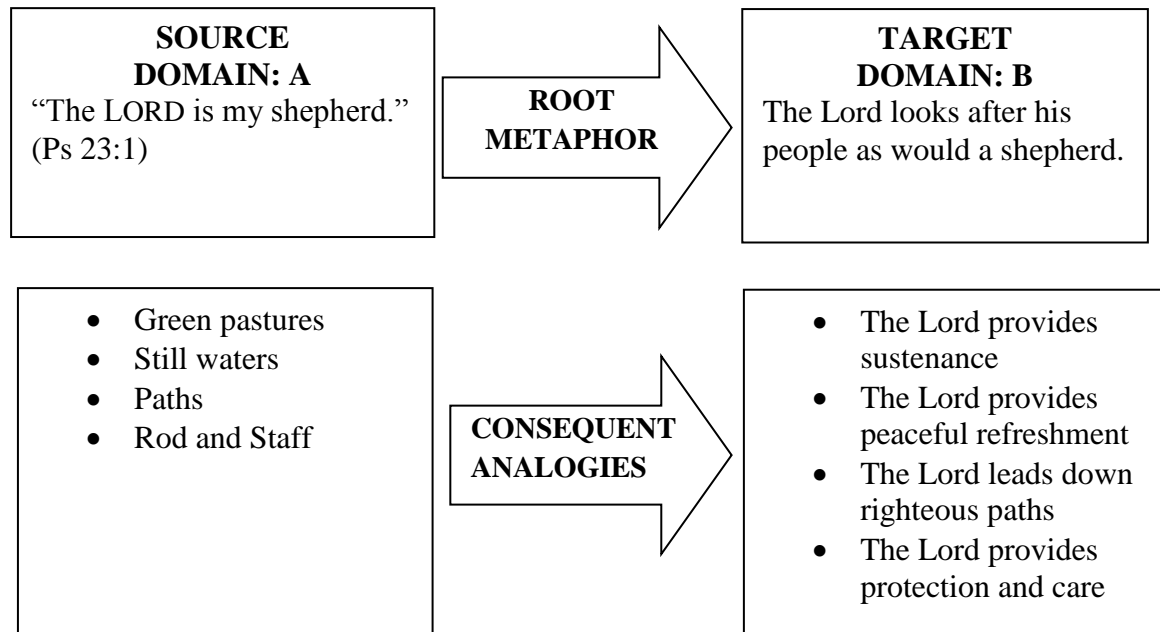 SOURCE
DOMAIN: A
“The LORD is my shepherd.”
(Ps 23:1)
ROOT
METAPHOR
TARGET
DOMAIN: B
The Lord looks after his
people as would a shepherd.
• Green pastures
• Still waters
• Paths
• Rod and Staff
CONSEQUENT
ANALOGIES
• The Lord provides
sustenance
• The Lord provides
peaceful refreshment
• The Lord leads down
righteous paths
• The Lord provides
protection and care